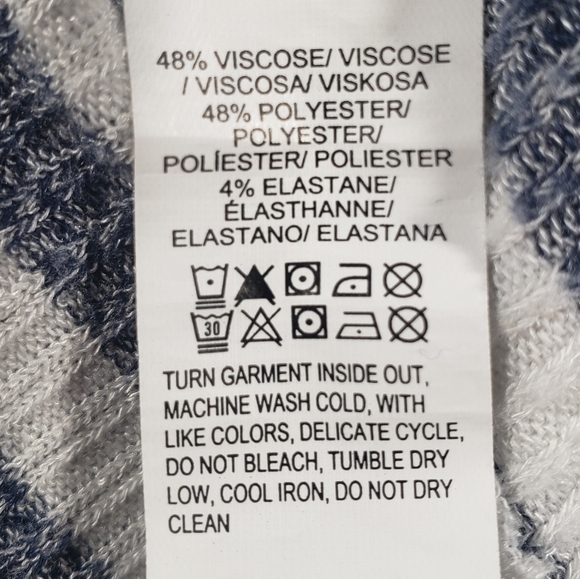 48% VISCOSE/ VISCOSE
/ VISCOSA/ VISKOSA
48% POLYESTER/
POLYESTER/
POLÍESTER/ POLIESTER
4% ELASTANE/
ÉLASTHANNE/
ELASTANO/ ELASTANA
30
TURN GARMENT INSIDE OUT,
MACHINE WASH COLD, WITH
LIKE COLORS, DELICATE CYCLE,
DO NOT BLEACH, TUMBLE DRY
LOW, COOL IRON, DO NOT DRY
CLEAN